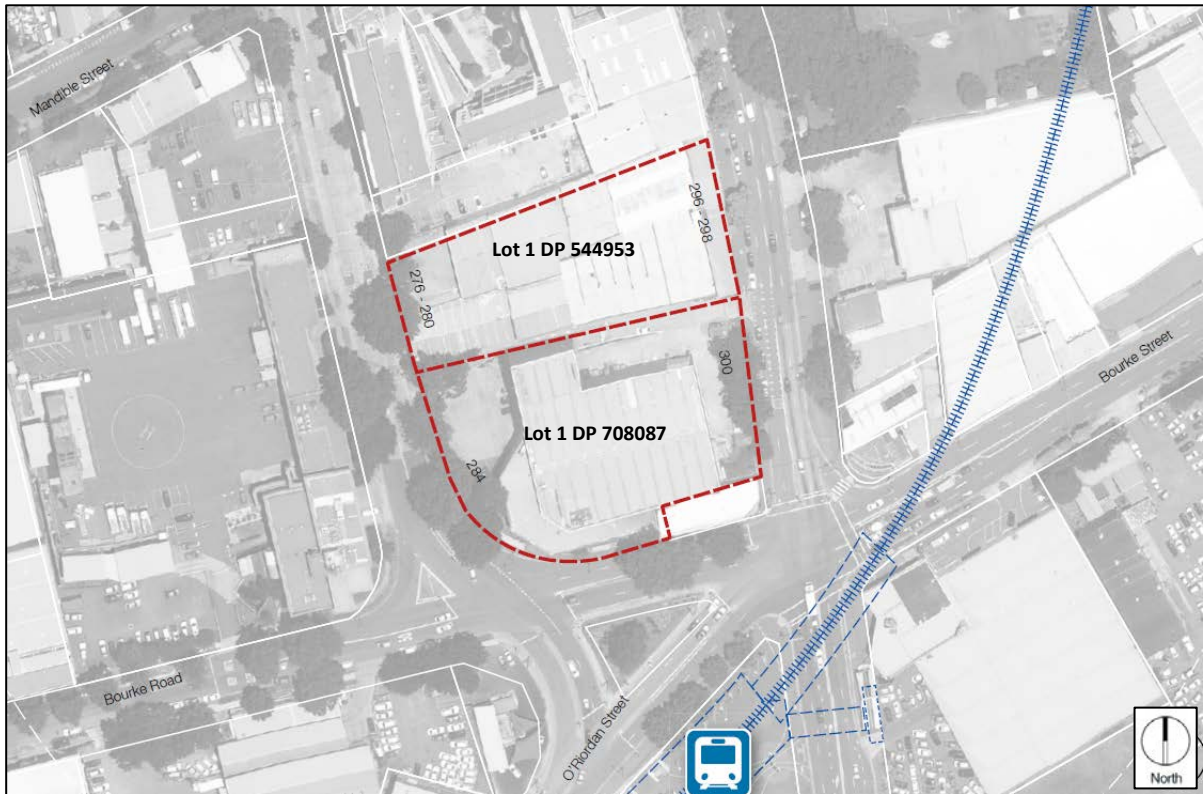 Mandible Street
296 - 298
Lot 1 DP 544953
276 - 280
300
Bourke Street
Lot 1 DP 708087
284
Bourke Road
O'Riordan Street
North